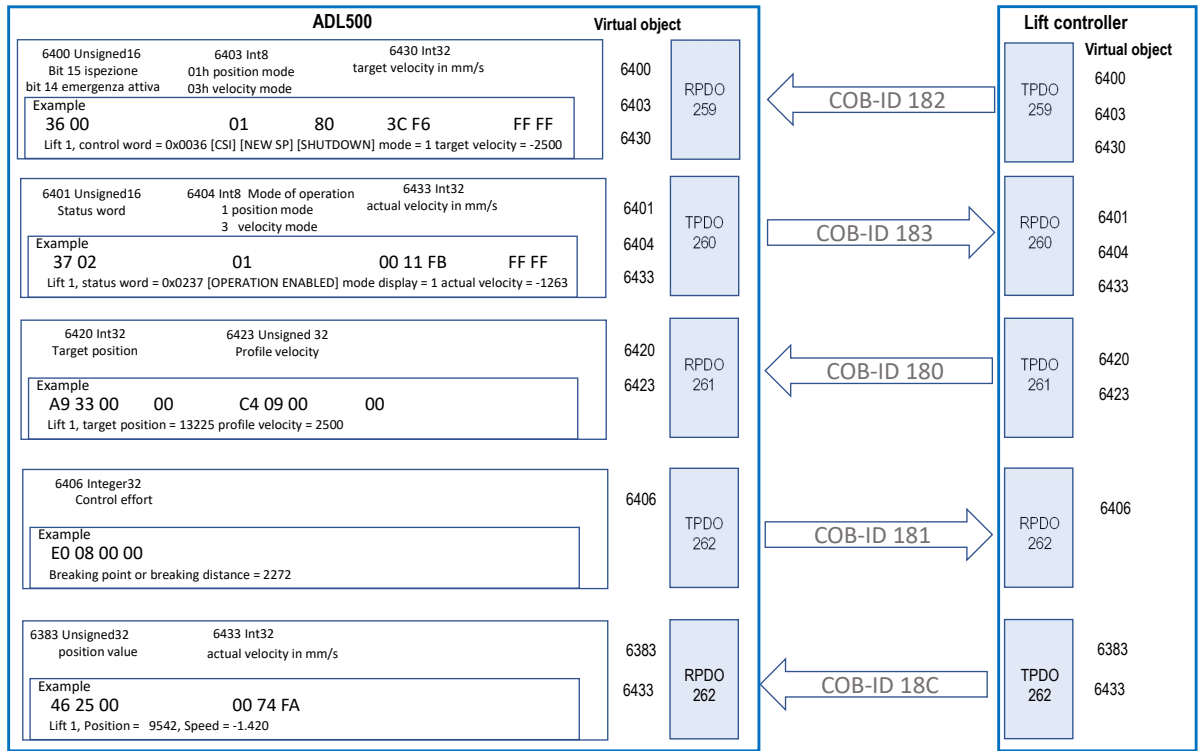 ADL500
Virtual object
Lift controller
Virtual object
6400 Unsigned16
Bit 15 ispezione
bit 14 emergenza attiva
6403 Int8
01h position mode
03h velocity mode
6430 Int32
target velocity in mm/s
Example
36 00 01 80 3C F6 FF FF
Lift 1, control word = 0x0036 [CSI] [NEW SP] [SHUTDOWN] mode = 1 target velocity = -2500
6400
6403
6430
RPDO
259
COB-ID 182
TPDO
259
6400
6403
6430
6401 Unsigned16
Status word
6404 Int8 Mode of operation
1 position mode
3 velocity mode
6433 Int32
actual velocity in mm/s
Example
37 02 01 00 11 FB FF FF
Lift 1, status word = 0x0237 [OPERATION ENABLED] mode display = 1 actual velocity = -1263
6401
6404
6433
TPDO
260
COB-ID 183
RPDO
260
6401
6404
6433
6420 Int32
Target position
6423 Unsigned 32
Profile velocity
Example
A9 33 00 00 C4 09 00 00
Lift 1, target position = 13225 profile velocity = 2500
6420
6423
RPDO
261
COB-ID 180
TPDO
261
6420
6423
6406 Integer32
Control effort
Example
E0 08 00 00
Breaking point or breaking distance = 2272
6406
TPDO
262
COB-ID 181
RPDO
262
6406
6383 Unsigned32
position value
6433 Int32
actual velocity in mm/s
Example
46 25 00 00 74 FA
Lift 1, Position = 9542, Speed = -1.420
6383
6433
RPDO
262
COB-ID 18C
TPDO
262
6383
6433